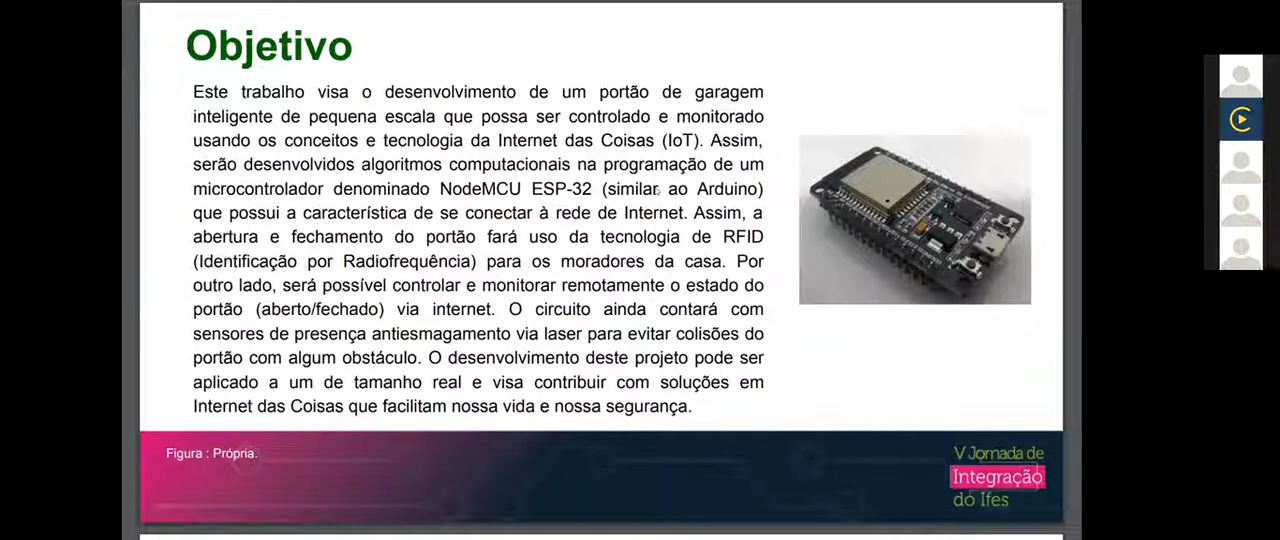 Objetivo
Este trabalho visa o desenvolvimento de um portão de garagem
inteligente de pequena escala que possa ser controlado e monitorado
usando os conceitos e tecnologia da Internet das Coisas (IoT). Assim,
serão desenvolvidos algoritmos computacionais na programação de um
microcontrolador denominado NodeMCU ESP-32 (similar ao Arduino)
que possui a característica de se conectar à rede de Internet. Assim, a
abertura e fechamento do portão fará uso da tecnologia de RFID
(Identificação por Radiofrequência) para os moradores da casa. Por
outro lado, será possível controlar e monitorar remotamente o estado do
portão (aberto/fechado) via internet. O circuito ainda contará com
sensores de presença antiesmagamento via laser para evitar colisões do
portão com algum obstáculo. O desenvolvimento deste projeto pode ser
aplicado a um de tamanho real e visa contribuir com soluções em
Internet das Coisas que facilitam nossa vida e nossa segurança.
Figura : Própria.
V Jornada de
Integração
do Ifes